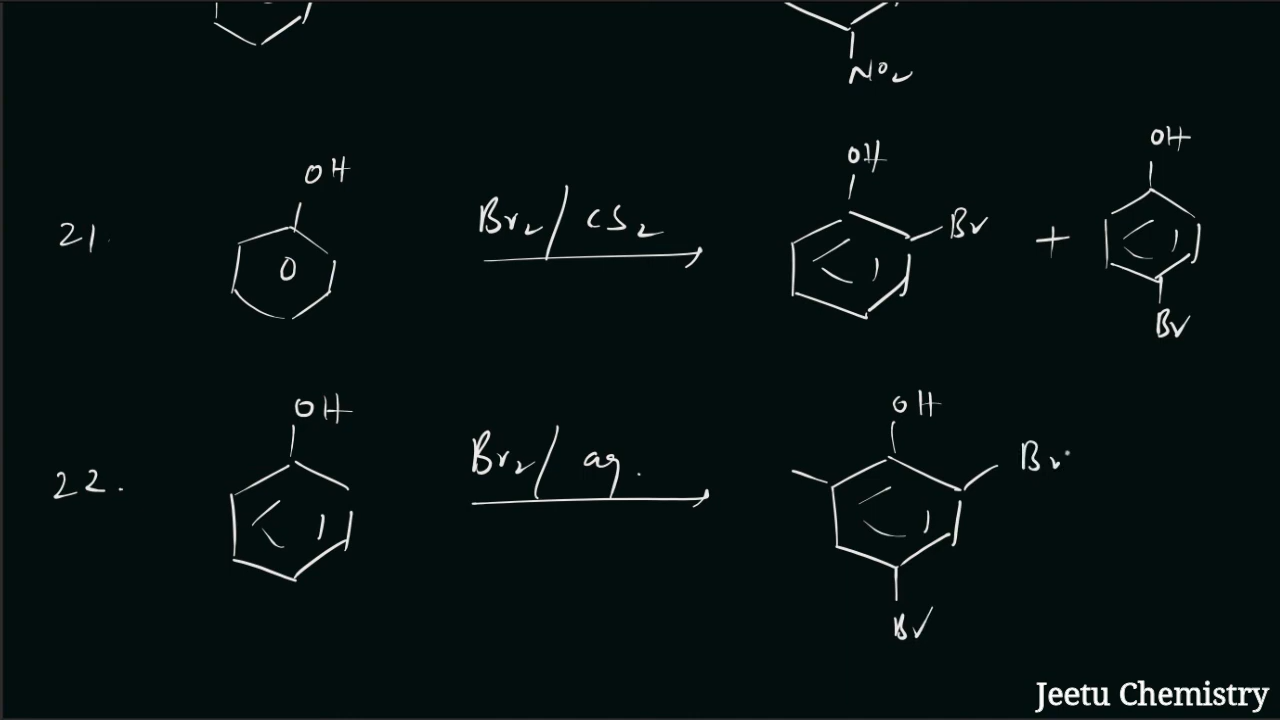 NO2
21. OH Br2/CS2 OH Br + OH Br
22. OH Br2/aq. OH Br Br
Jeetu Chemistry